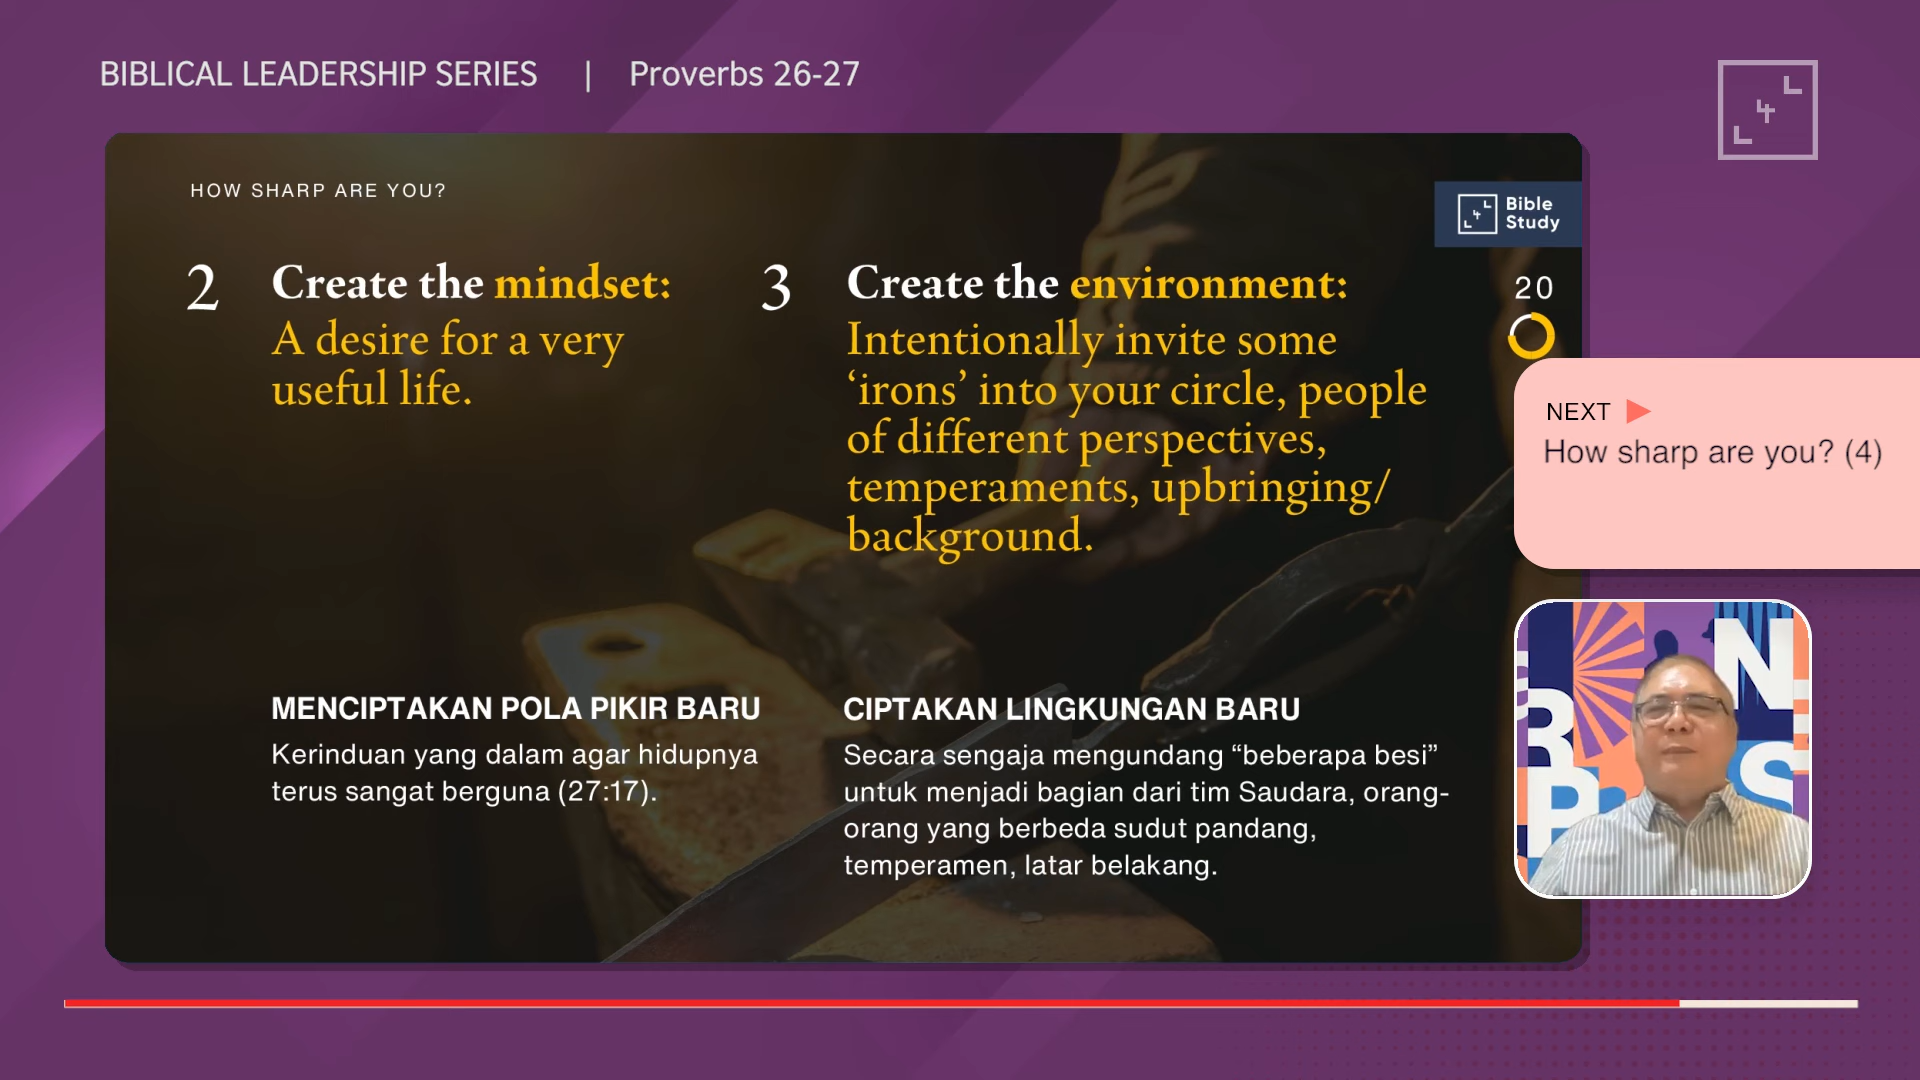 BIBLICAL LEADERSHIP SERIES | Proverbs 26-27
HOW SHARP ARE YOU?
Bible
Study
2
Create the mindset:
A desire for a very
useful life.
3
Create the environment:
Intentionally invite some
‘irons’ into your circle, people
of different perspectives,
temperaments, upbringing/
background.
20
NEXT
How sharp are you? (4)
MENCIPTAKAN POLA PIKIR BARU
Kerinduan yang dalam agar hidupnya
terus sangat berguna (27:17).
CIPTAKAN LINGKUNGAN BARU
Secara sengaja mengundang “beberapa besi”
untuk menjadi bagian dari tim Saudara, orang-
orang yang berbeda sudut pandang,
temperamen, latar belakang.